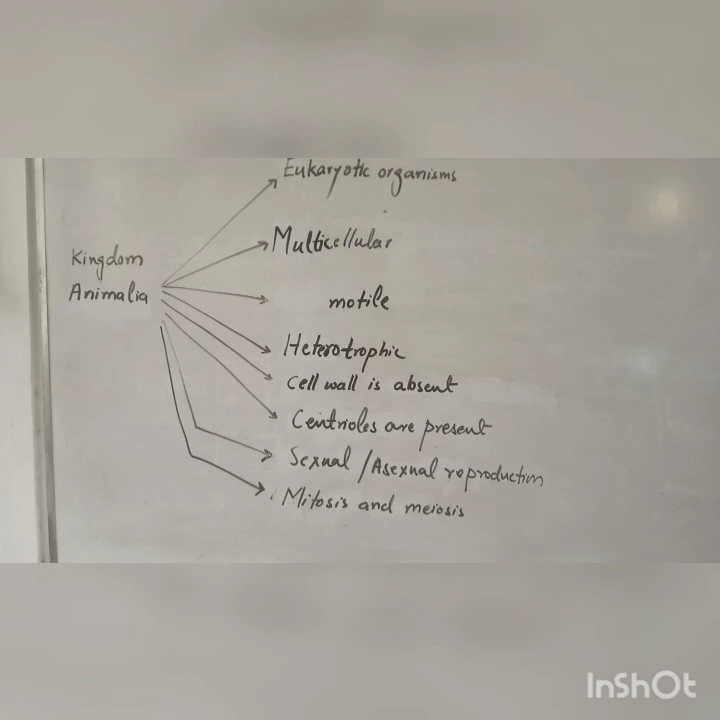 Eukaryotic organisms
Multicellular
Kingdom
Animalia
motile
Heterotrophic
Cell wall is absent
Centrioles are present
Sexual / Asexual reproduction
Mitosis and meiosis
InShOt